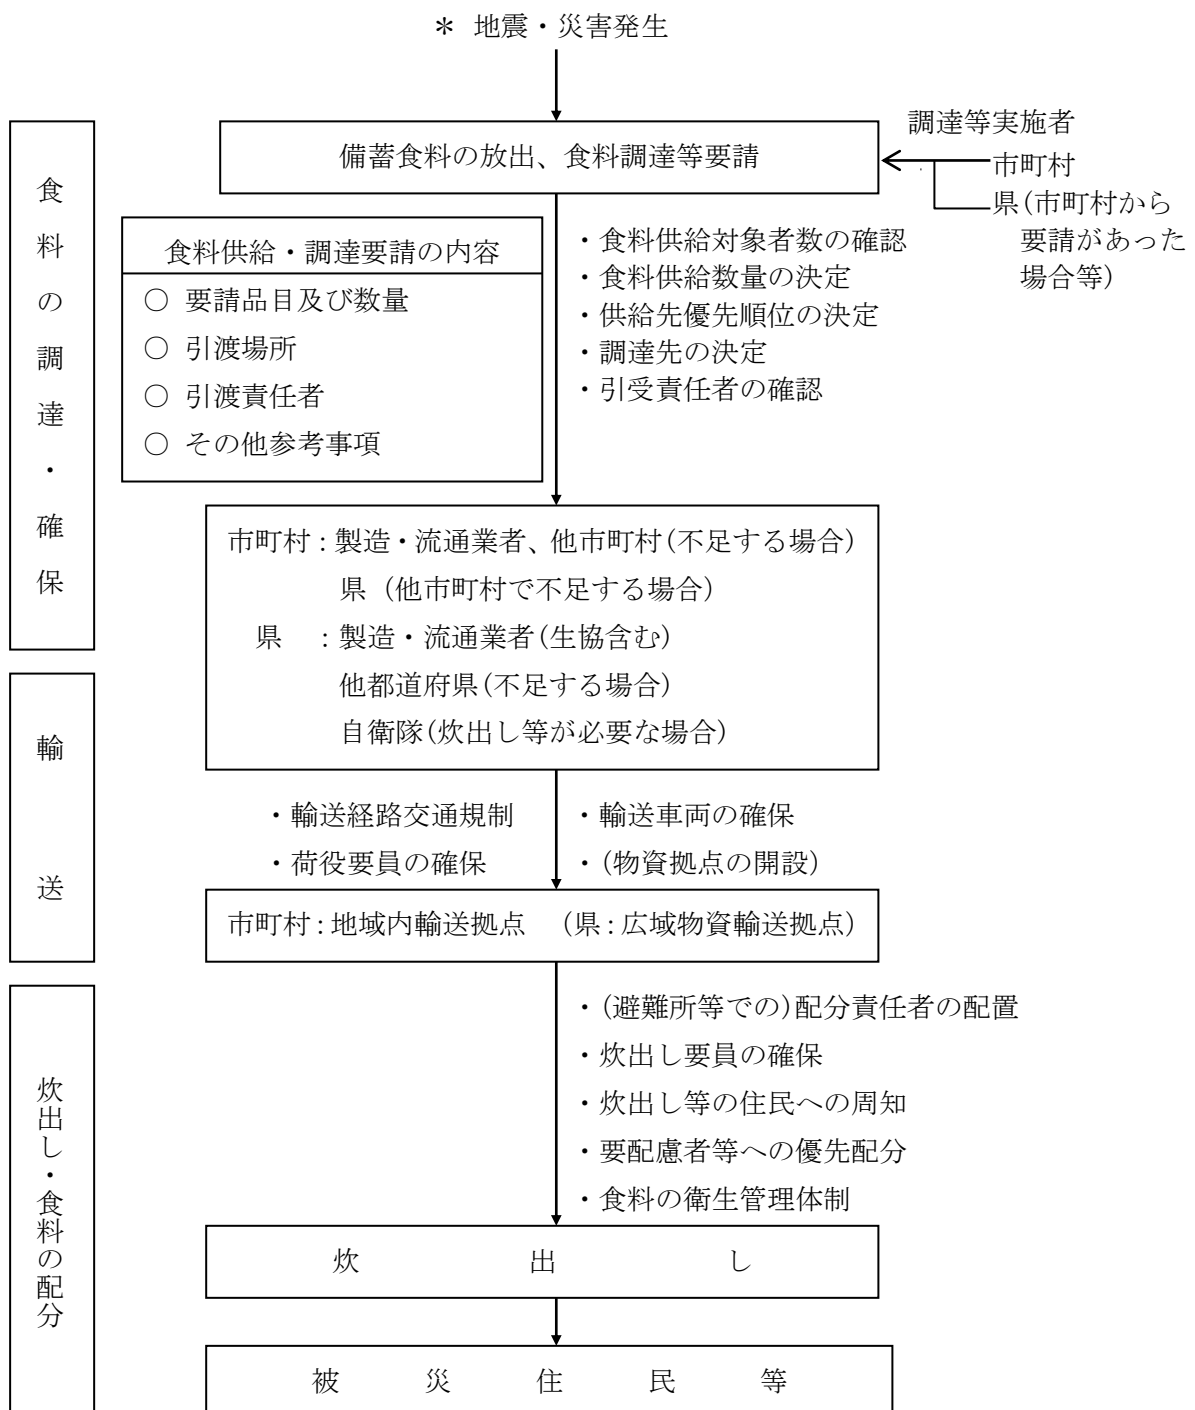 ＊ 地震・災害発生
食料の調達・確保
備蓄食料の放出、食料調達等要請
調達等実施者
市町村
県(市町村から
要請があった
場合等)
食料供給・調達要請の内容
○ 要請品目及び数量
○ 引渡場所
○ 引渡責任者
○ その他参考事項
・食料供給対象者数の確認
・食料供給数量の決定
・供給先優先順位の決定
・調達先の決定
・引受責任者の確認
市町村：製造・流通業者、他市町村(不足する場合)
県 (他市町村で不足する場合)
県 ：製造・流通業者(生協含む)
他都道府県(不足する場合)
自衛隊(炊出し等が必要な場合)
輸送
・輸送経路交通規制
・荷役要員の確保
・輸送車両の確保
・(物資拠点の開設)
市町村：地域内輸送拠点 (県：広域物資輸送拠点)
炊出し・食料の配分
・(避難所等での)配分責任者の配置
・炊出し要員の確保
・炊出し等の住民への周知
・要配慮者等への優先配分
・食料の衛生管理体制
炊 出 し
被 災 住 民 等